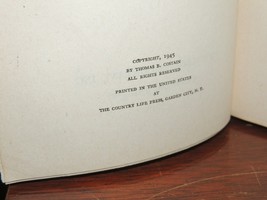 COPYRIGHT, 1945
BY THOMAS B. COSTAIN
ALL RIGHTS RESERVED
PRINTED IN THE UNITED STATES
AT
THE COUNTRY LIFE PRESS, GARDEN CITY, N. Y.